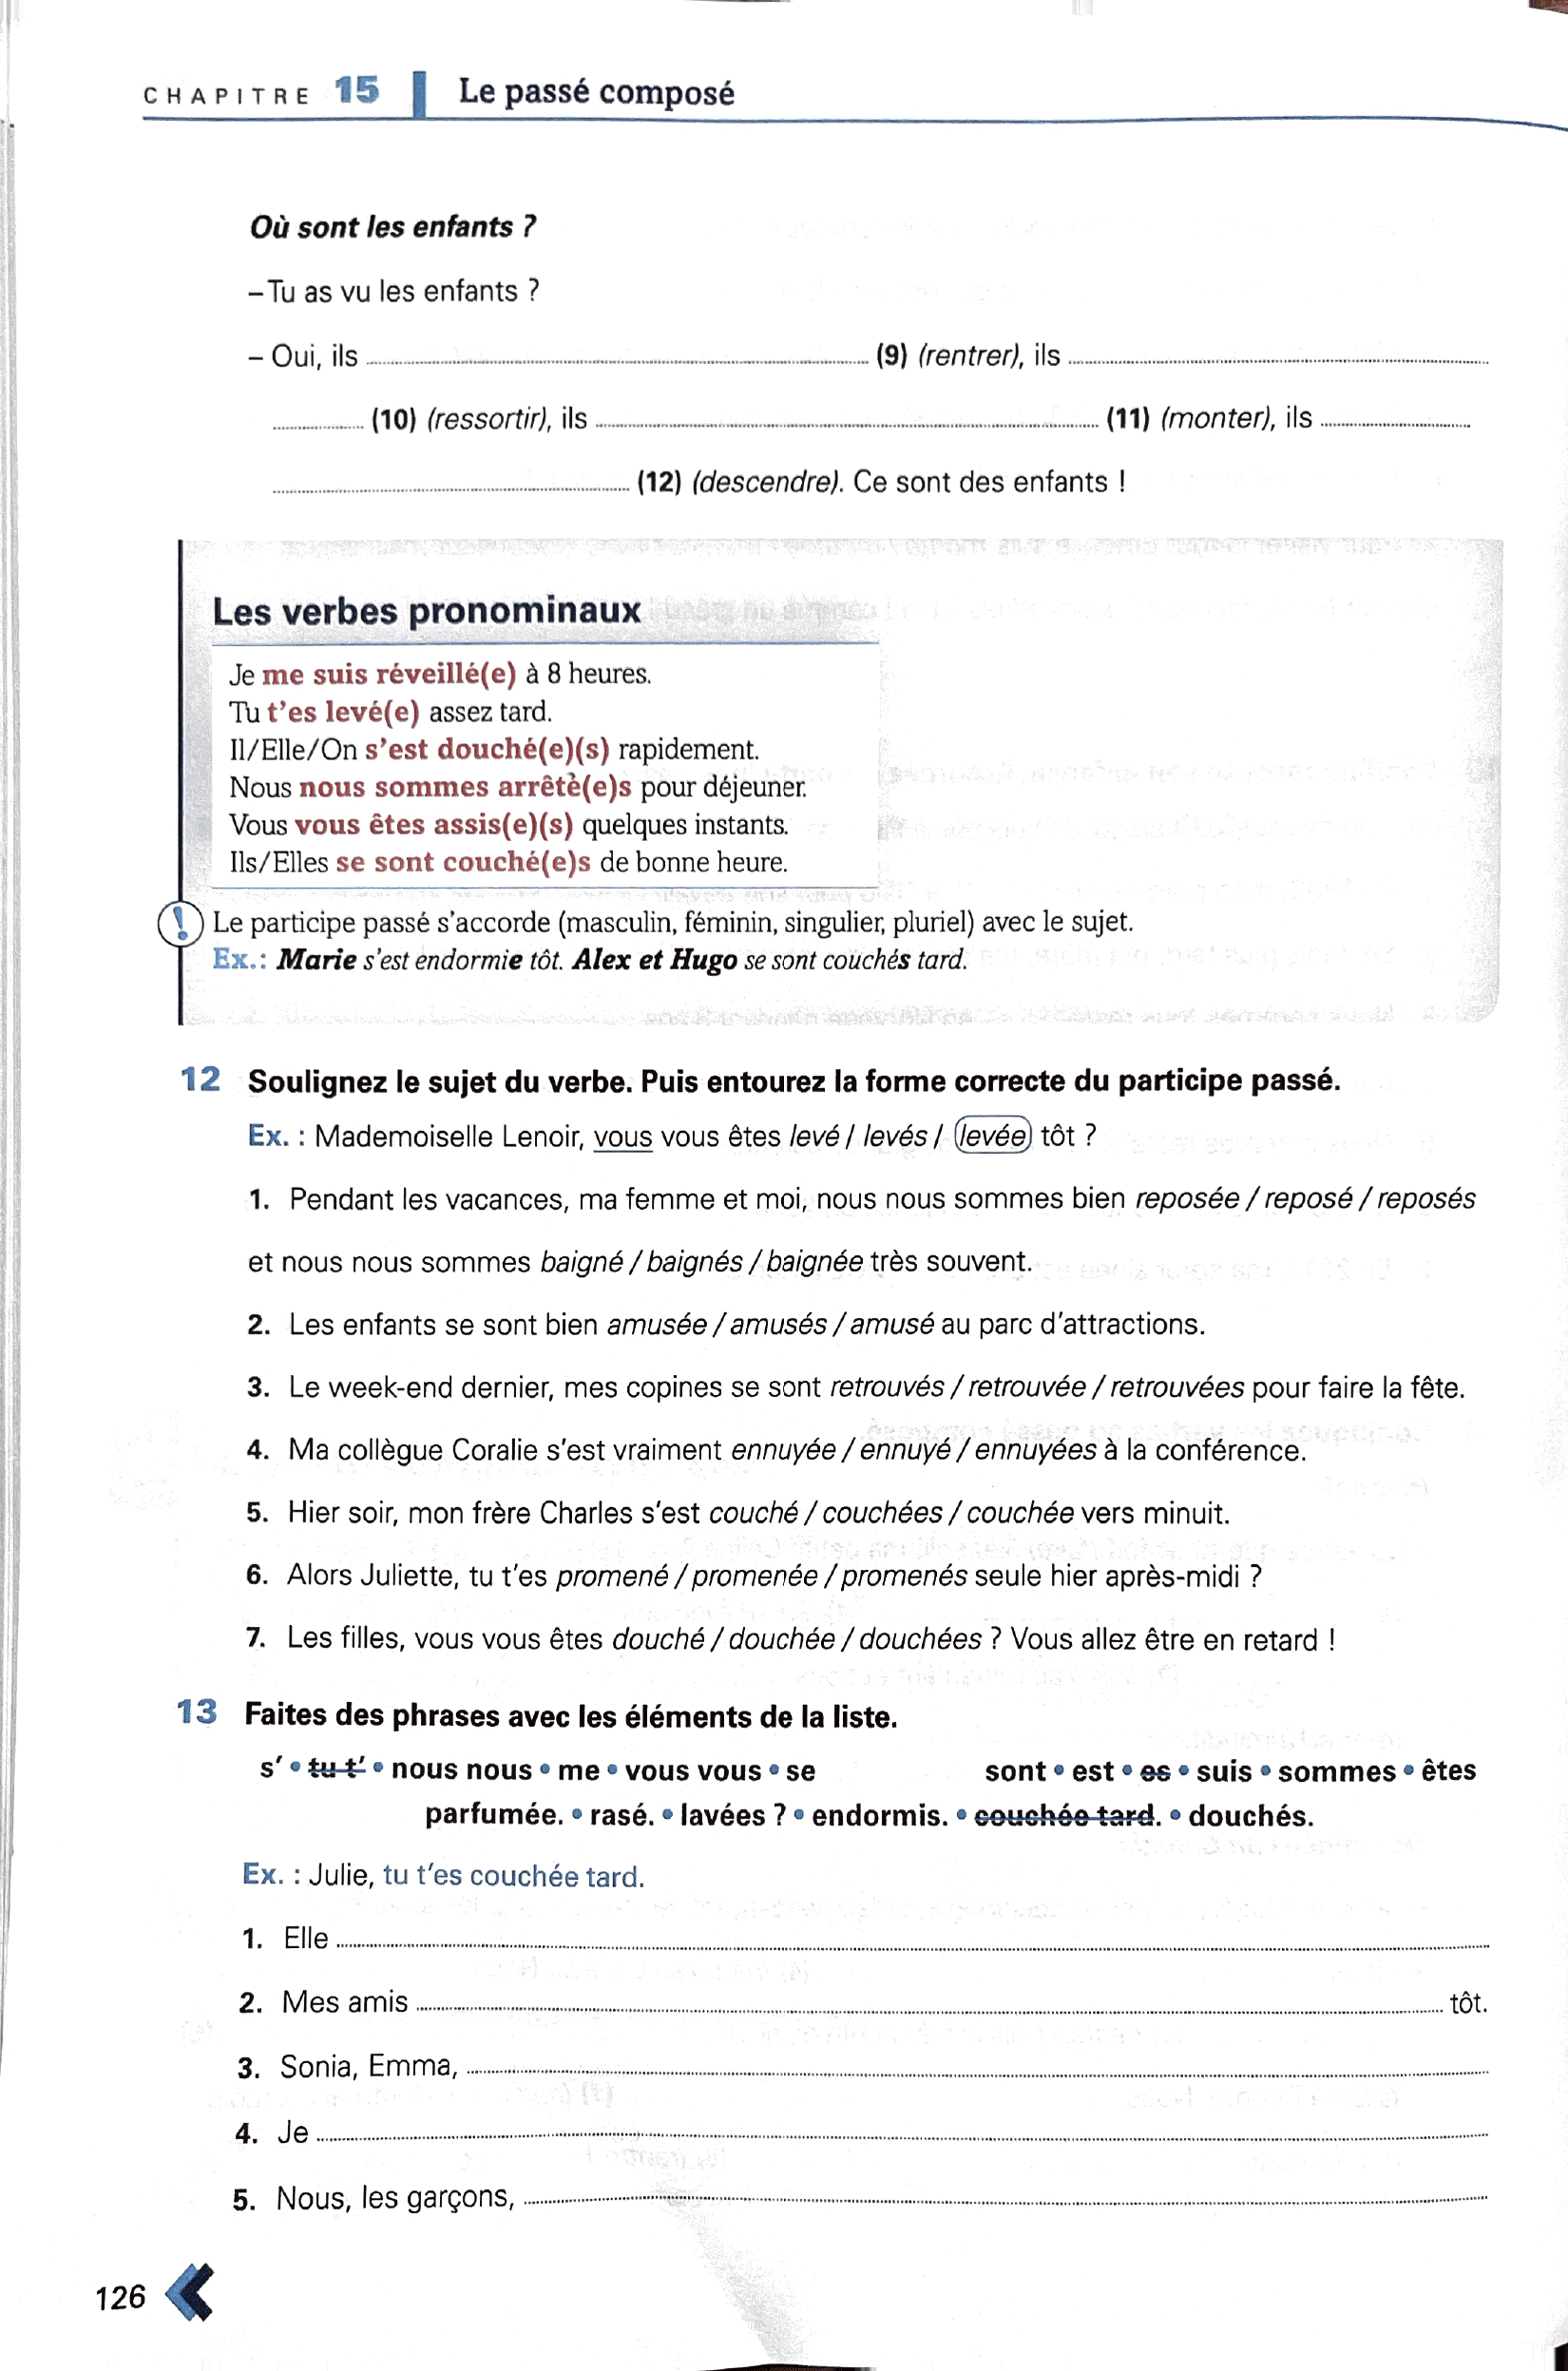 CHAPITRE 15 Le passé composé
Où sont les enfants ?
– Tu as vu les enfants ?
– Oui, ils ........ (9) (rentrer), ils ........
........ (10) (ressortir), ils ........ (11) (monter), ils ........
........ (12) (descendre). Ce sont des enfants !
Les verbes pronominaux
Je me suis réveillé(e) à 8 heures.
Tu t’es levé(e) assez tard.
Il/Elle/On s’est douché(e)(s) rapidement.
Nous nous sommes arrêtè(e)s pour déjeuner.
Vous vous êtes assis(e)(s) quelques instants.
Ils/Elles se sont couché(e)s de bonne heure.
! Le participe passé s’accorde (masculin, féminin, singulier, pluriel) avec le sujet.
Ex.: Marie s’est endormie tôt. Alex et Hugo se sont couchés tard.
12 Soulignez le sujet du verbe. Puis entourez la forme correcte du participe passé.
Ex. : Mademoiselle Lenoir, vous vous êtes levé / levés / levée tôt ?
1. Pendant les vacances, ma femme et moi, nous nous sommes bien reposée / reposé / reposés
et nous nous sommes baigné / baignés / baignée très souvent.
2. Les enfants se sont bien amusée / amusés / amusé au parc d’attractions.
3. Le week-end dernier, mes copines se sont retrouvés / retrouvée / retrouvées pour faire la fête.
4. Ma collègue Coralie s’est vraiment ennuyée / ennuyé / ennuyées à la conférence.
5. Hier soir, mon frère Charles s’est couché / couchées / couchée vers minuit.
6. Alors Juliette, tu t’es promené / promenée / promenés seule hier après-midi ?
7. Les filles, vous vous êtes douché / douchée / douchées ? Vous allez être en retard !
13 Faites des phrases avec les éléments de la liste.
s’ • tu t’ • nous nous • me • vous vous • se sont • est • es • suis • sommes • êtes
parfumée. • rasé. • lavées ? • endormis. • couchée tard. • douchés.
Ex. : Julie, tu t’es couchée tard.
1. Elle ........
2. Mes amis ........ tôt.
3. Sonia, Emma, ........
4. Je ........
5. Nous, les garçons, ........
126